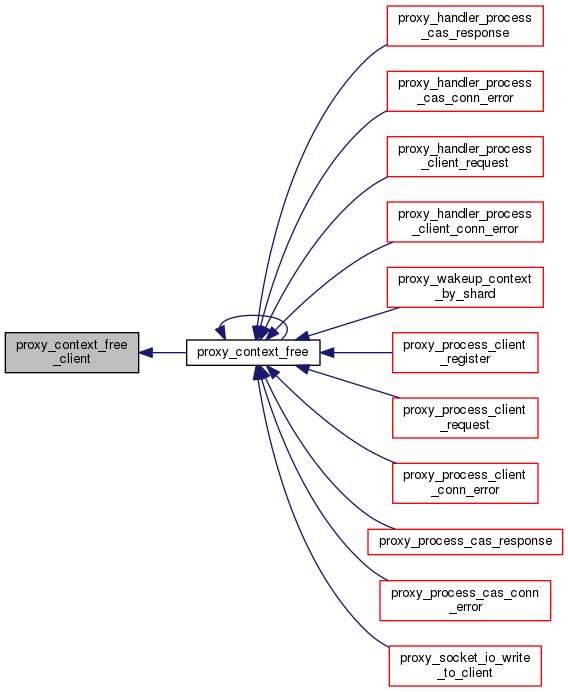 proxy_handler_process
_cas_response
proxy_handler_process
_cas_conn_error
proxy_handler_process
_client_request
proxy_handler_process
_client_conn_error
proxy_wakeup_context
_by_shard
proxy_context_free
_client
proxy_context_free
proxy_process_client
_register
proxy_process_client
_request
proxy_process_client
_conn_error
proxy_process_cas_response
proxy_process_cas_conn
_error
proxy_socket_io_write
_to_client